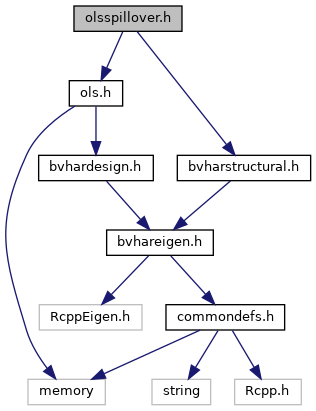 olsspillover.h
ols.h
bvhardesign.h
bvharstructural.h
bvhareigen.h
RcppEigen.h
commondefs.h
memory
string
Rcpp.h